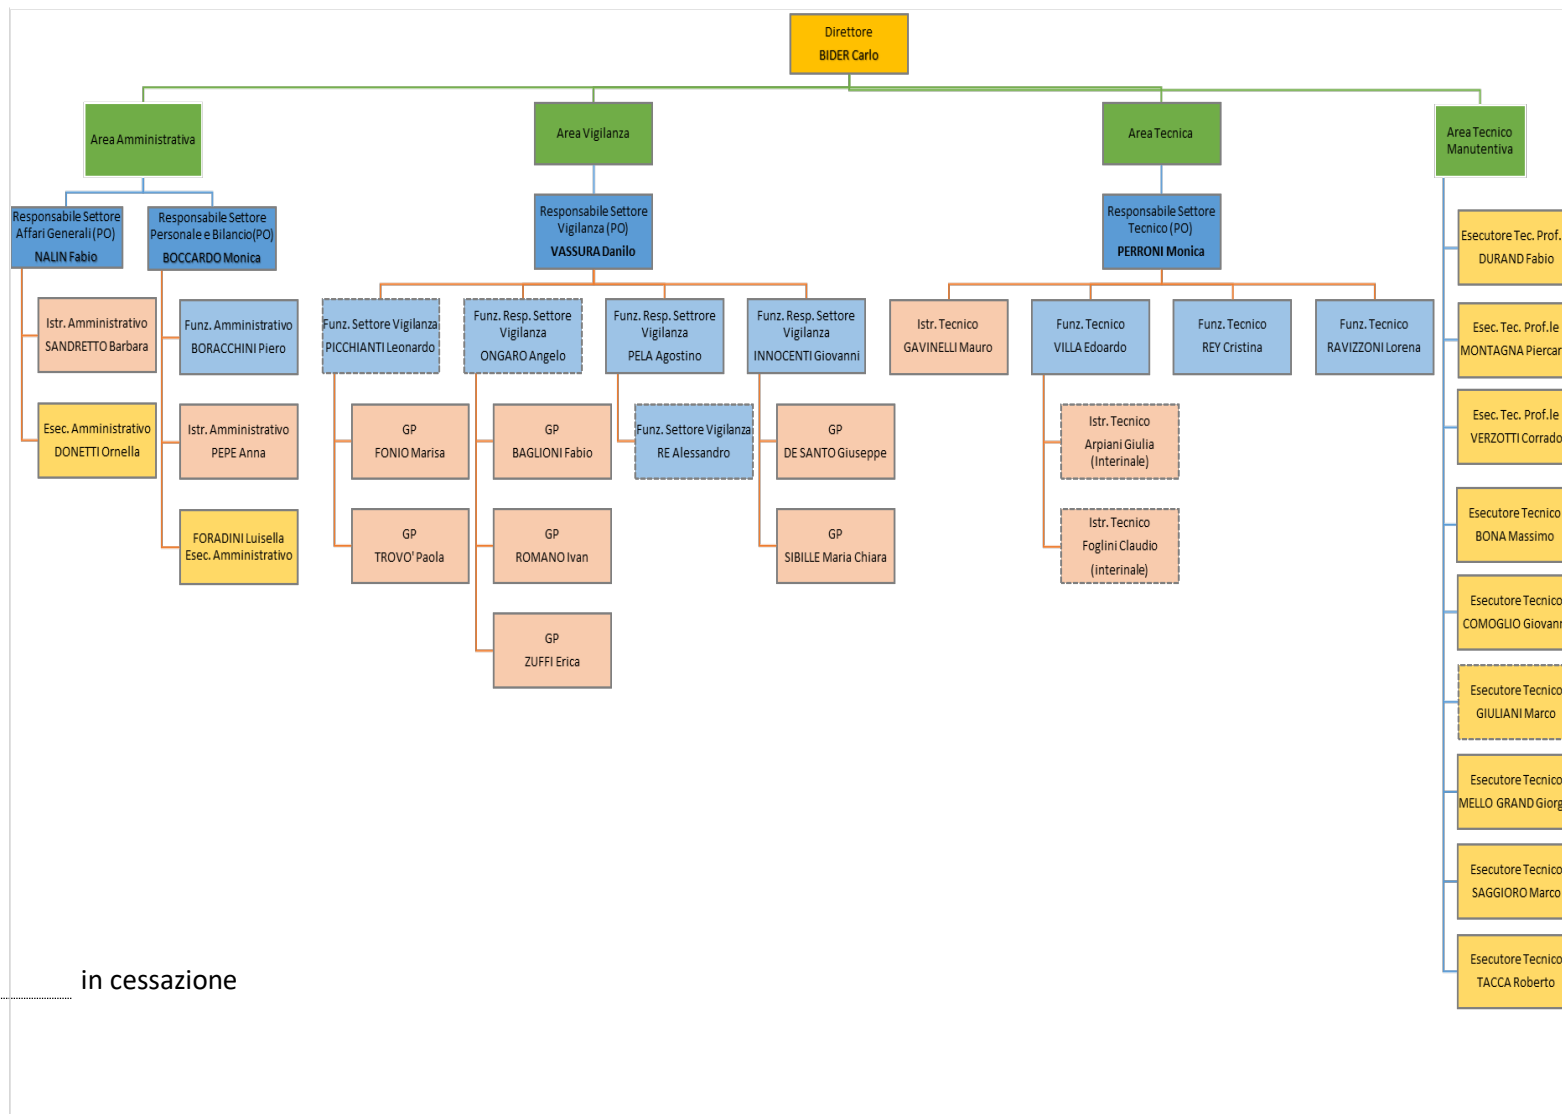 Direttore
BIDER Carlo
Area Amministrativa
Area Vigilanza
Area Tecnica
Area Tecnico
Manutentiva
Responsabile Settore
Affari Generali (PO)
NALIN Fabio
Responsabile Settore
Personale e Bilancio(PO)
BOCCARDO Monica
Responsabile Settore
Vigilanza (PO)
VASSURA Danilo
Responsabile Settore
Tecnico (PO)
PERRONI Monica
Istr. Amministrativo
SANDRETTO Barbara
Esec. Amministrativo
DONETTI Ornella
Funz. Amministrativo
BORACCHINI Piero
Istr. Amministrativo
PEPE Anna
FORADINI Luisella
Esec. Amministrativo
Funz. Settore Vigilanza
PICCHIANTI Leonardo
GP
FONIO Marisa
GP
TROVO' Paola
Funz. Resp. Settore
Vigilanza
ONGARO Angelo
GP
BAGLIONI Fabio
GP
ROMANO Ivan
GP
ZUFFI Erica
Funz. Resp. Settrore
Vigilanza
PELA Agostino
Funz. Settore Vigilanza
RE Alessandro
Funz. Resp. Settore
Vigilanza
INNOCENTI Giovanni
GP
DE SANTO Giuseppe
GP
SIBILLE Maria Chiara
Istr. Tecnico
GAVINELLI Mauro
Funz. Tecnico
VILLA Edoardo
Istr. Tecnico
Arpiani Giulia
(Interinale)
Istr. Tecnico
Foglini Claudio
(interinale)
Funz. Tecnico
REY Cristina
Funz. Tecnico
RAVIZZONI Lorena
Esecutore Tec. Prof.
DURAND Fabio
Esec. Tec. Prof.le
MONTAGNA
Esec. Tec. Prof.le
VERZOTTI Corrado
Esecutore Tecnico
BONA Massimo
Esecutore Tecnico
COMOGLIO
Esecutore Tecnico
GIULIANI Marco
Esecutore Tecnico
MELLO GRAND
Esecutore Tecnico
SAGGIORO Marco
Esecutore Tecnico
TACCA Roberto
in cessazione